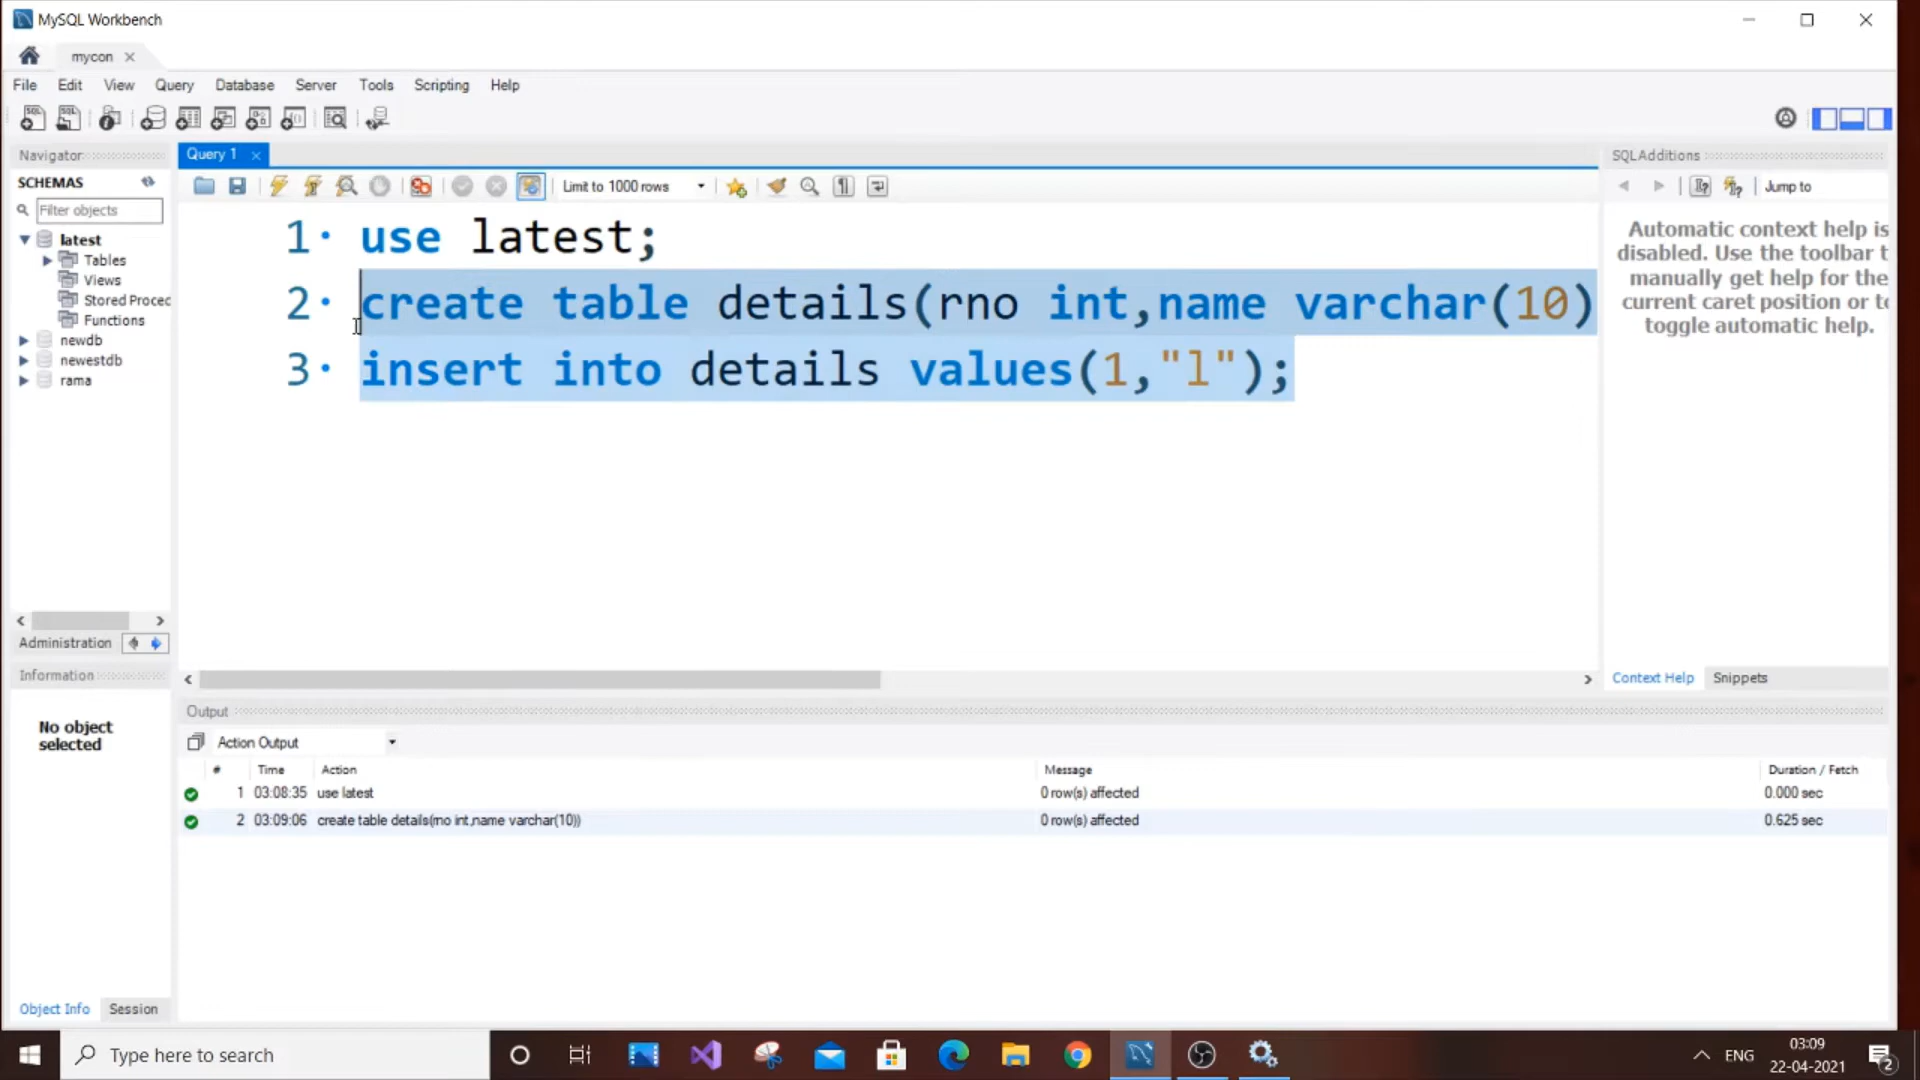 MySQL Workbench
mycon
File Edit View Query Database Server Tools Scripting Help
Navigator
SCHEMAS
Filter objects
latest
Tables
Views
Stored Proced
Functions
newdb
newestdb
rama
Administration
Information
No object
selected
Object Info Session
Query 1
Limit to 1000 rows
1 use latest;
2 create table details(rno int,name varchar(10)
3 insert into details values(1,"l");
SQLAdditions
Jump to
Automatic context help is
disabled. Use the toolbar t
manually get help for the
current caret position or to
toggle automatic help.
Context Help Snippets
Output
Action Output
# Time Action Message Duration / Fetch
1 03:08:35 use latest 0 row(s) affected 0.000 sec
2 03:09:06 create table details(rno int,name varchar(10)) 0 row(s) affected 0.625 sec
Type here to search
ENG
03:09
22-04-2021
2